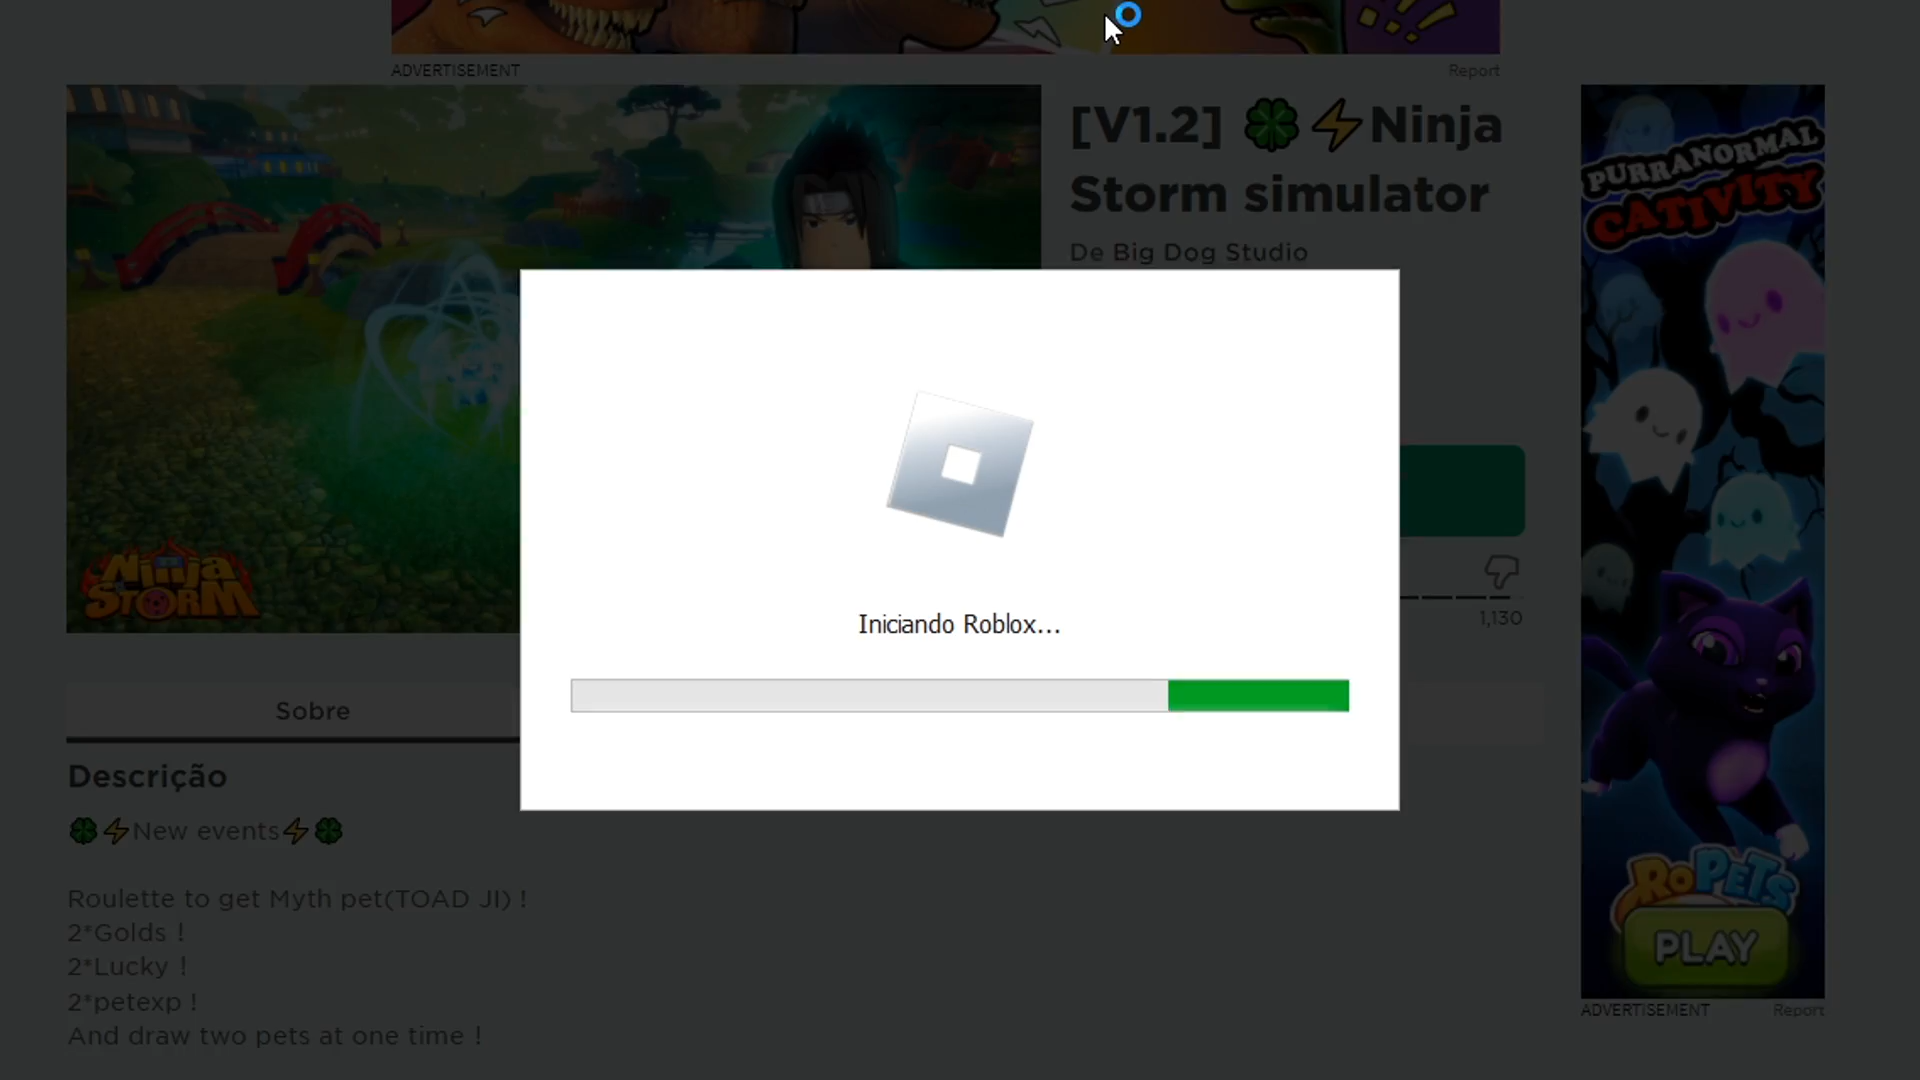 ADVERTISEMENT
Report
[V1.2] 🍀⚡Ninja
Storm simulator
De Big Dog Studio
PURRANORMAL
CATIVITY
Iniciando Roblox...
NINJA
STORM
1,130
Sobre
Descrição
🍀⚡New events⚡🍀
Roulette to get Myth pet(TOAD JI) !
2*Golds !
2*Lucky !
2*petexp !
And draw two pets at one time !
ROPETS
PLAY
ADVERTISEMENT
Report